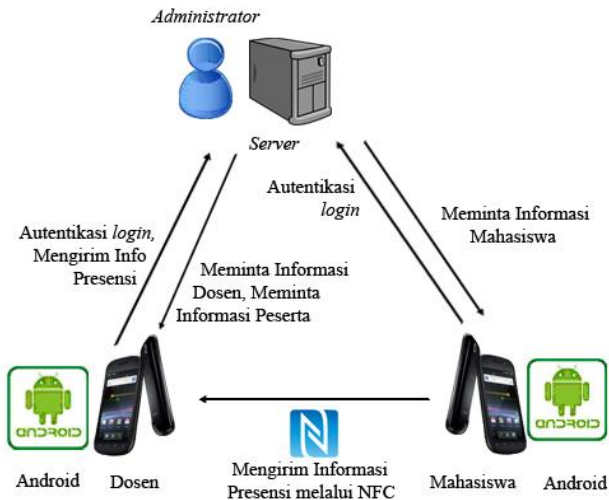 Administrator
Server
Autentikasi
login
Meminta Informasi
Mahasiswa
Autentikasi login,
Mengirim Info
Presensi
Meminta Informasi
Dosen, Meminta
Informasi Peserta
ANDROID
ANDROID
Android
Dosen
Mengirim Informasi
Presensi melalui NFC
Mahasiswa
Android